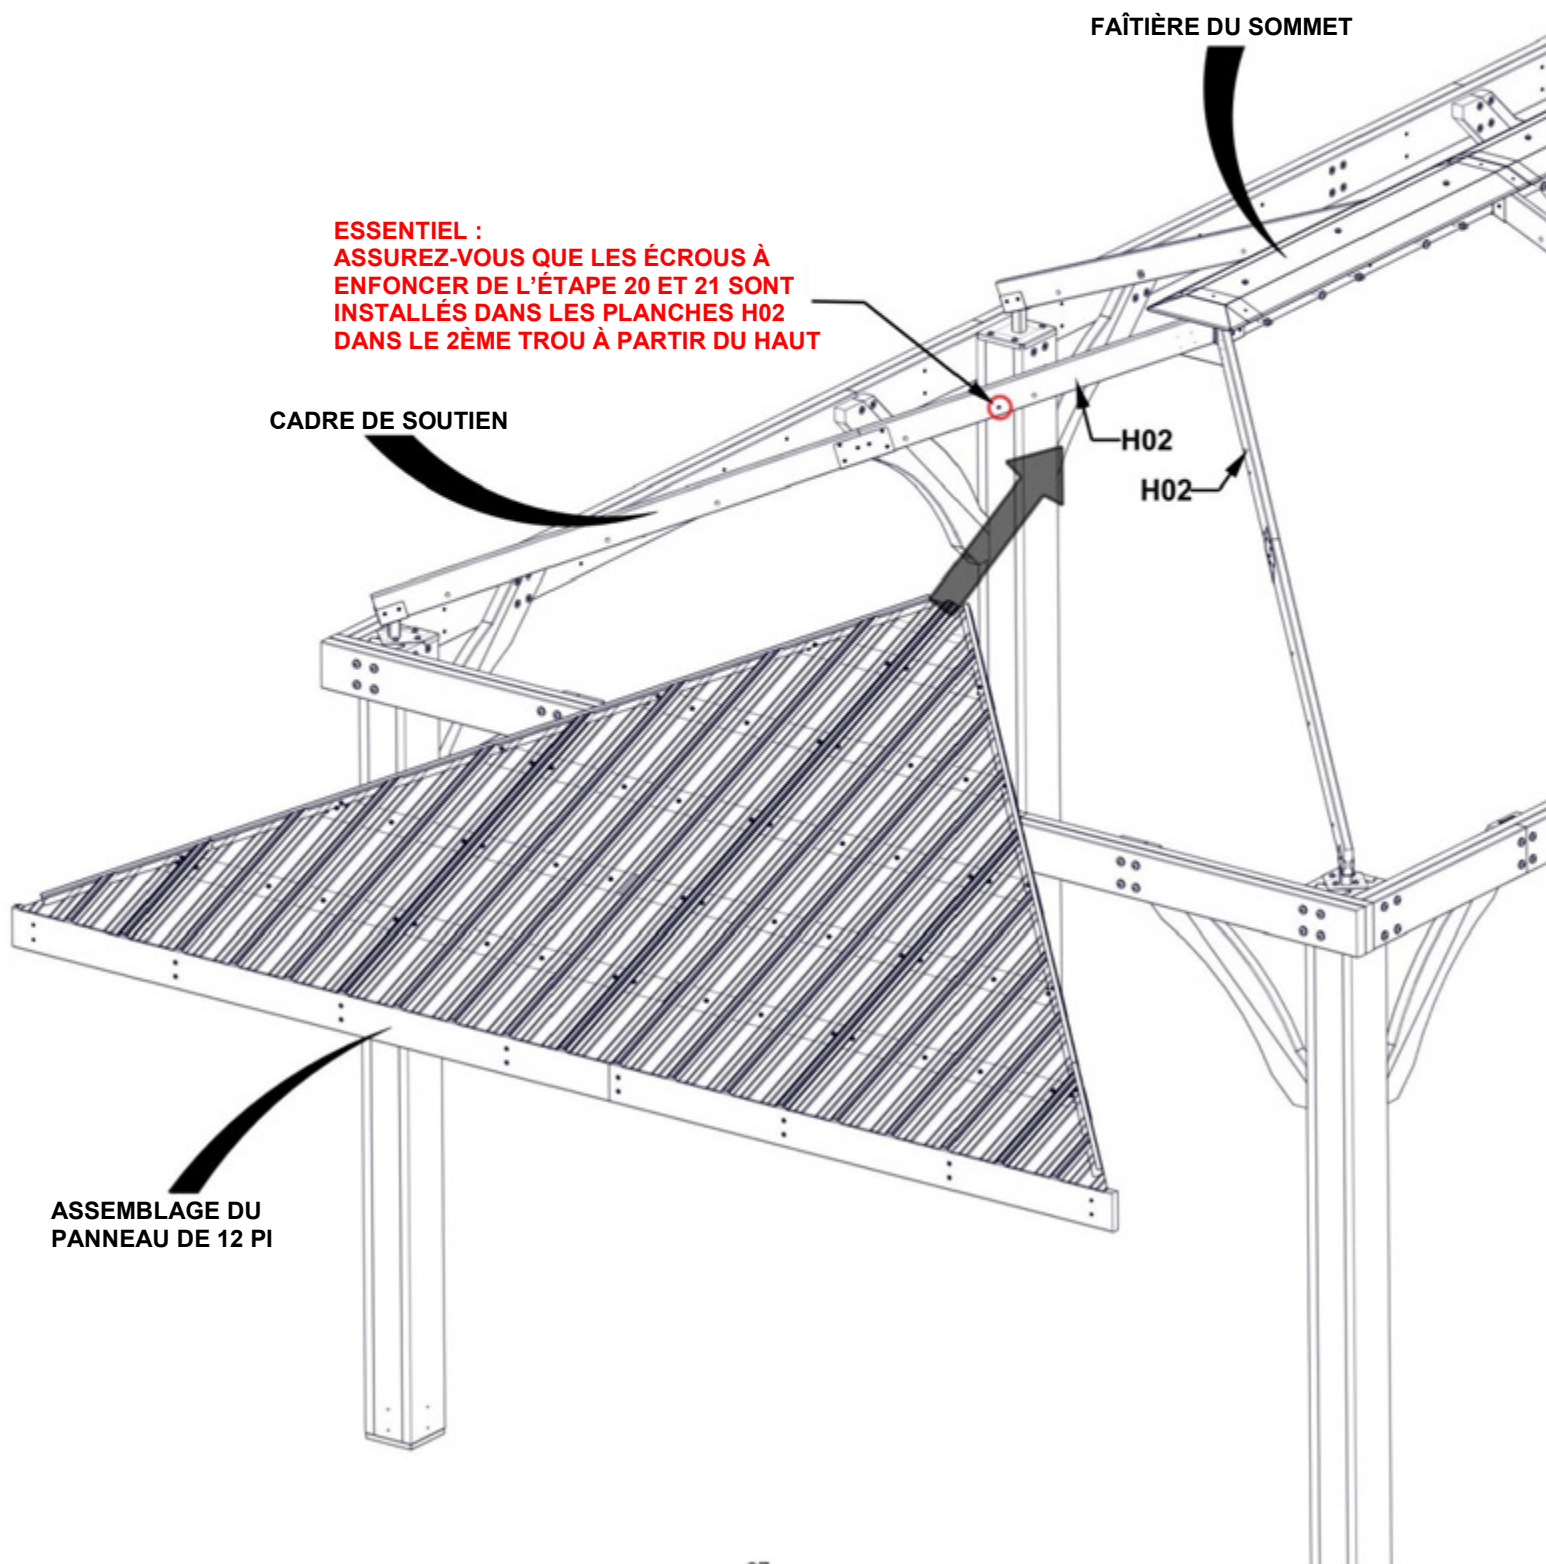 FAÎTIÈRE DU SOMMET
ESSENTIEL :
ASSUREZ-VOUS QUE LES ÉCROUS À
ENFONCER DE L'ÉTAPE 20 ET 21 SONT
INSTALLÉS DANS LES PLANCHES H02
DANS LE 2ÈME TROU À PARTIR DU HAUT
CADRE DE SOUTIEN
H02
H02
ASSEMBLAGE DU
PANNEAU DE 12 PI